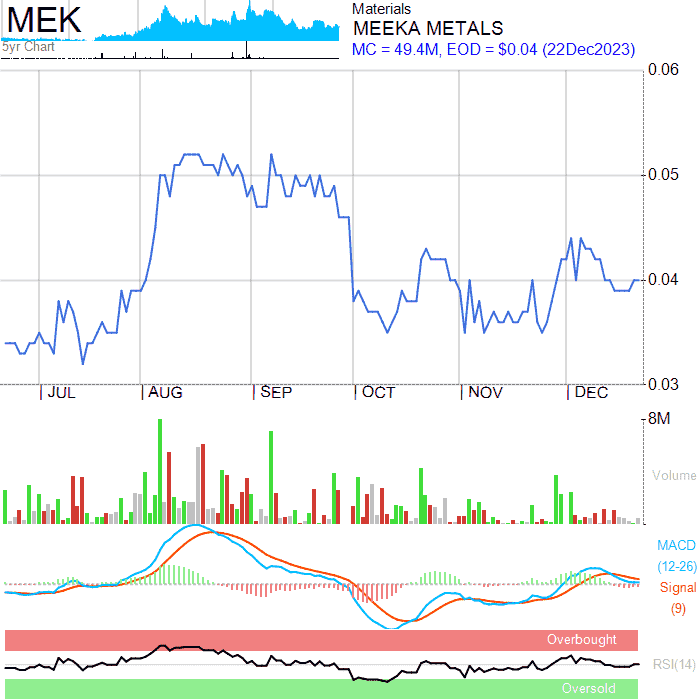 MEK
5yr Chart
Materials
MEEKA METALS
MC = 49.4M, EOD = $0.04 (22Dec2023)
0.06
0.05
0.04
0.03
JUL AUG SEP OCT NOV DEC
8M
Volume
MACD
(12-26)
Signal
(9)
Overbought
RSI(14)
Oversold